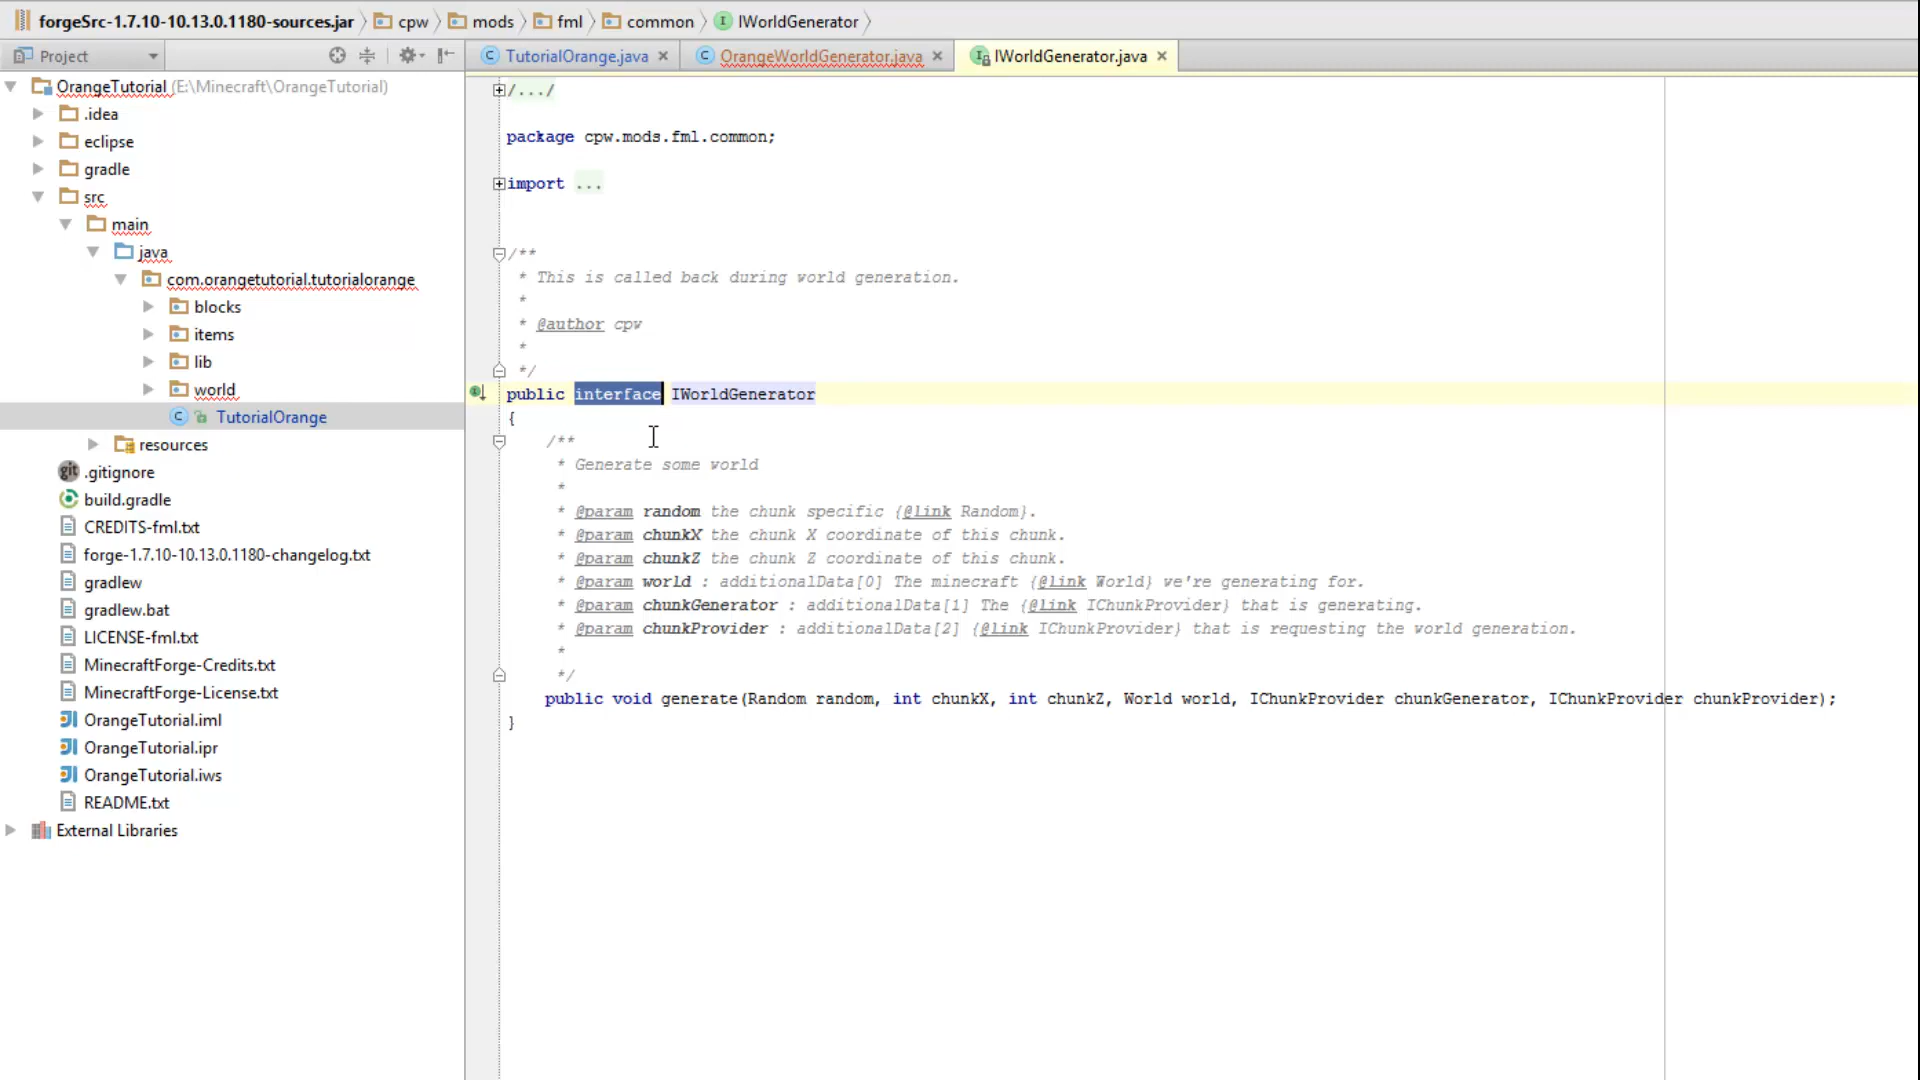 forgeSrc-1.7.10-10.13.0.1180-sources.jar cpw mods fml common IWorldGenerator
Project
TutorialOrange.java OrangeWorldGenerator.java IWorldGenerator.java
OrangeTutorial (E:\Minecraft\OrangeTutorial)
.idea
eclipse
gradle
src
main
java
com.orangetutorial.tutorialorange
blocks
items
lib
world
TutorialOrange
resources
.gitignore
build.gradle
CREDITS-fml.txt
forge-1.7.10-10.13.0.1180-changelog.txt
gradlew
gradlew.bat
LICENSE-fml.txt
MinecraftForge-Credits.txt
MinecraftForge-License.txt
OrangeTutorial.iml
OrangeTutorial.ipr
OrangeTutorial.iws
README.txt
External Libraries
/.../
package cpw.mods.fml.common;
import ...
/**
* This is called back during world generation.
*
* @author cpw
*
*/
public interface IWorldGenerator
{
/**
* Generate some world
*
* @param random the chunk specific {@link Random}.
* @param chunkX the chunk X coordinate of this chunk.
* @param chunkZ the chunk Z coordinate of this chunk.
* @param world : additionalData[0] The minecraft {@link World} we're generating for.
* @param chunkGenerator : additionalData[1] The {@link IChunkProvider} that is generating.
* @param chunkProvider : additionalData[2] {@link IChunkProvider} that is requesting the world generation.
*
*/
public void generate(Random random, int chunkX, int chunkZ, World world, IChunkProvider chunkGenerator, IChunkProvider chunkProvider);
}